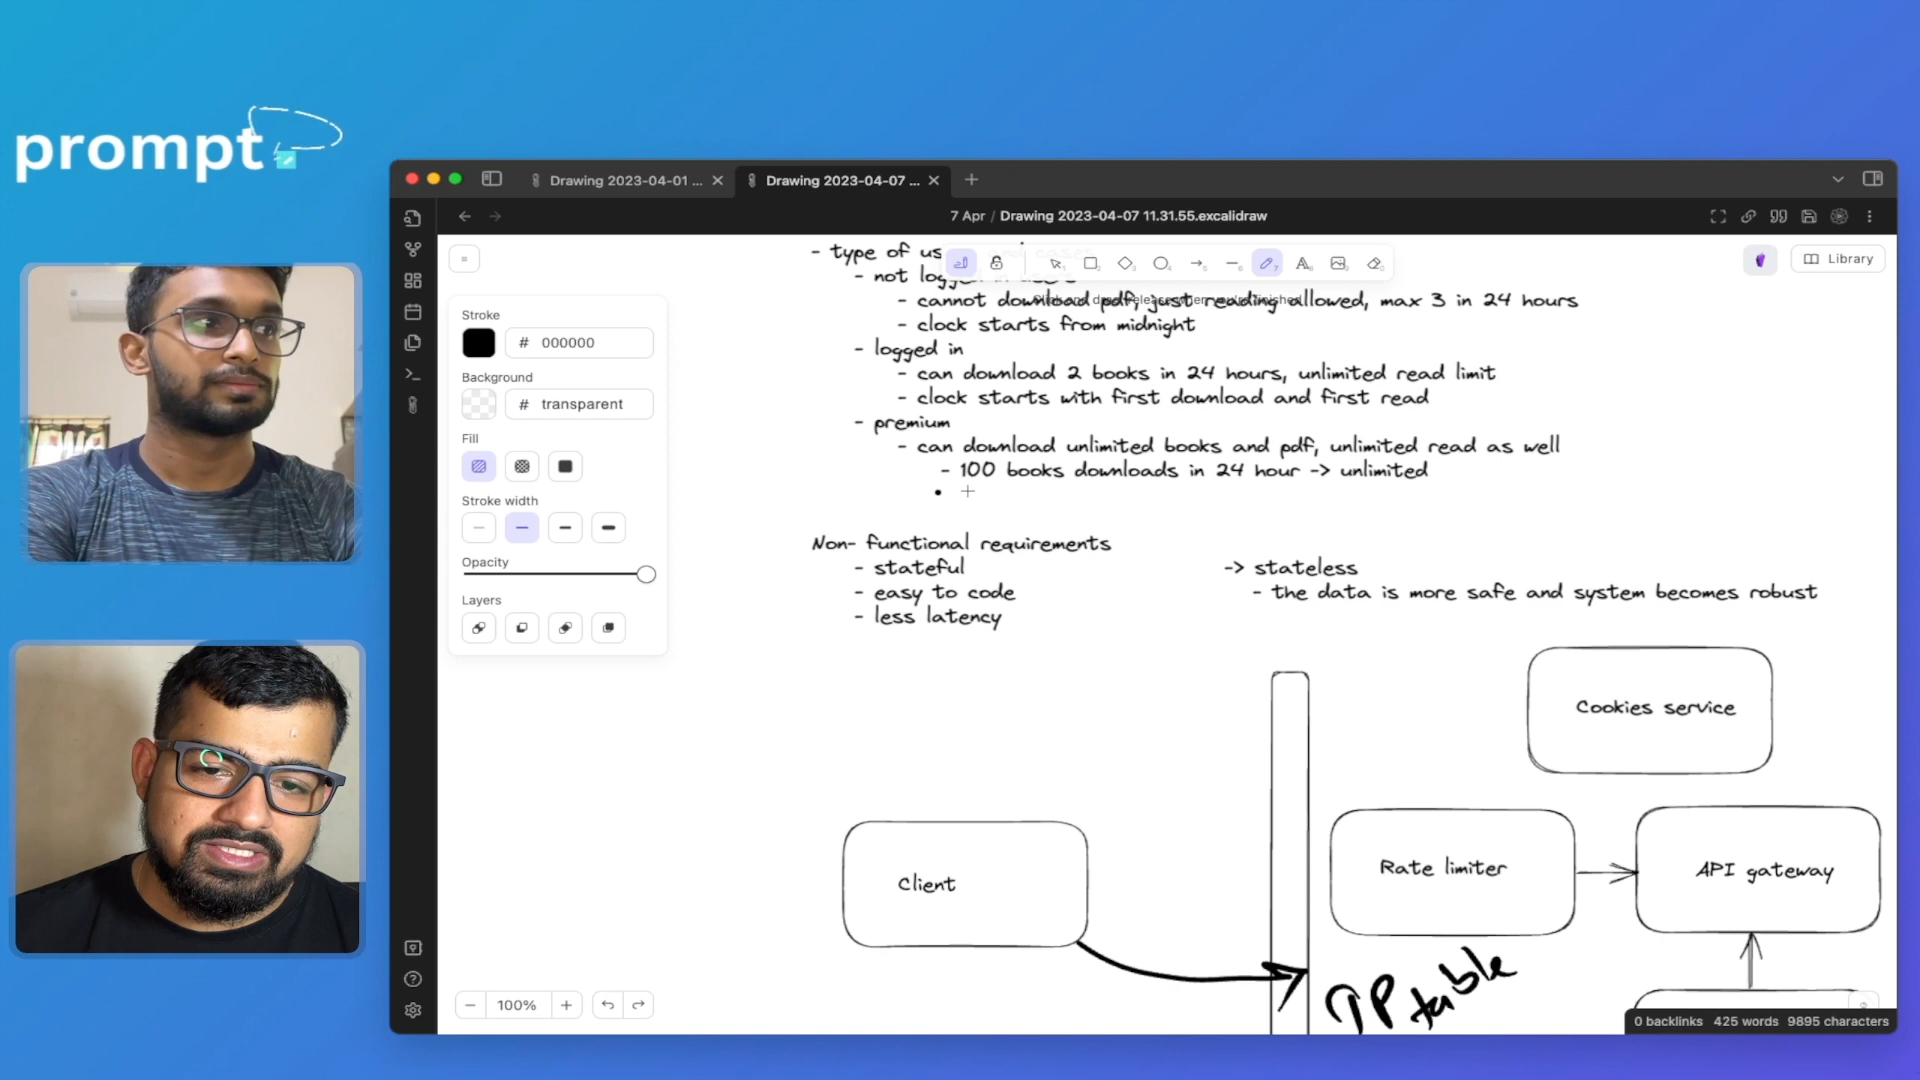 prompt.
Drawing 2023-04-01 ...
Drawing 2023-04-07 ...
7 Apr / Drawing 2023-04-07 11.31.55.excalidraw
Library
Stroke
# 000000
Background
# transparent
Fill
Stroke width
Opacity
Layers
- type of us
- not logged in users
- cannot download pdf, just reading allowed, max 3 in 24 hours
- clock starts from midnight
- logged in
- can download 2 books in 24 hours, unlimited read limit
- clock starts with first download and first read
- premium
- can download unlimited books and pdf, unlimited read as well
- 100 books downloads in 24 hour -> unlimited
Non- functional requirements
- stateful
- easy to code
- less latency
-> stateless
- the data is more safe and system becomes robust
Cookies service
Client
Rate limiter
API gateway
IP table
100%
0 backlinks 425 words 9895 characters